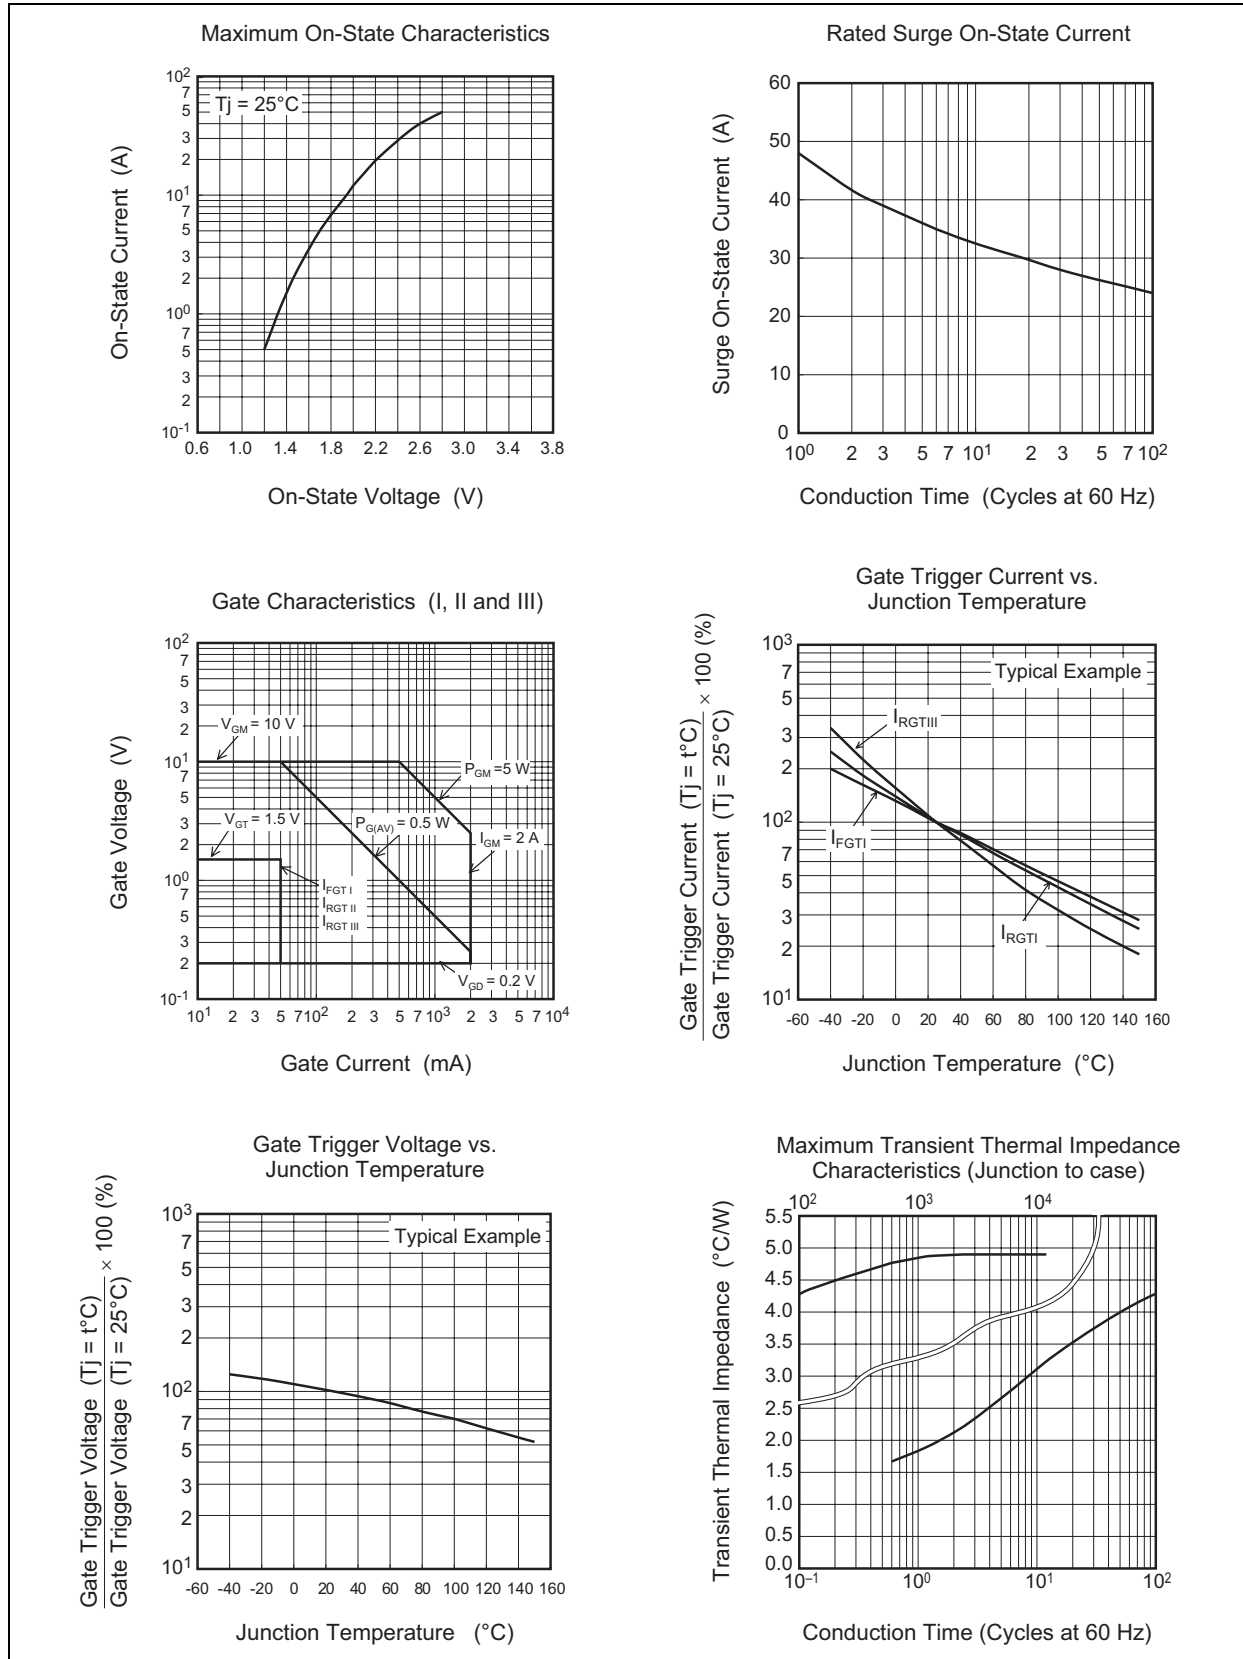 Maximum On-State Characteristics
On-State Current (A)
10²
7
5
3
2
10¹
7
5
3
2
10⁰
7
5
3
2
10⁻¹
Tj = 25°C
0.6 1.0 1.4 1.8 2.2 2.6 3.0 3.4 3.8
On-State Voltage (V)
Rated Surge On-State Current
Surge On-State Current (A)
60
50
40
30
20
10
0
10⁰ 2 3 5 7 10¹ 2 3 5 7 10²
Conduction Time (Cycles at 60 Hz)
Gate Characteristics (I, II and III)
Gate Voltage (V)
10²
7
5
3
2
10¹
7
5
3
2
10⁰
7
5
3
2
10⁻¹
V_GM = 10 V
P_GM =5 W
V_GT = 1.5 V
P_G(AV) = 0.5 W
I_GM = 2 A
I_FGT I
I_RGT II
I_RGT III
V_GD = 0.2 V
10¹ 2 3 5 7 10² 2 3 5 7 10³ 2 3 5 7 10⁴
Gate Current (mA)
Gate Trigger Current vs.
Junction Temperature
Gate Trigger Current (Tj = t°C)
Gate Trigger Current (Tj = 25°C)
× 100 (%)
10³
7
5
3
2
10²
7
5
3
2
10¹
Typical Example
I_RGTIII
I_FGTI
I_RGTI
-60 -40 -20 0 20 40 60 80 100 120 140 160
Junction Temperature (°C)
Gate Trigger Voltage vs.
Junction Temperature
Gate Trigger Voltage (Tj = t°C)
Gate Trigger Voltage (Tj = 25°C)
× 100 (%)
10³
7
5
3
2
10²
7
5
3
2
10¹
Typical Example
-60 -40 -20 0 20 40 60 80 100 120 140 160
Junction Temperature (°C)
Maximum Transient Thermal Impedance
Characteristics (Junction to case)
Transient Thermal Impedance (°C/W)
10² 10³ 10⁴
5.5
5.0
4.5
4.0
3.5
3.0
2.5
2.0
1.5
1.0
0.5
0.0
10⁻¹ 10⁰ 10¹ 10²
Conduction Time (Cycles at 60 Hz)